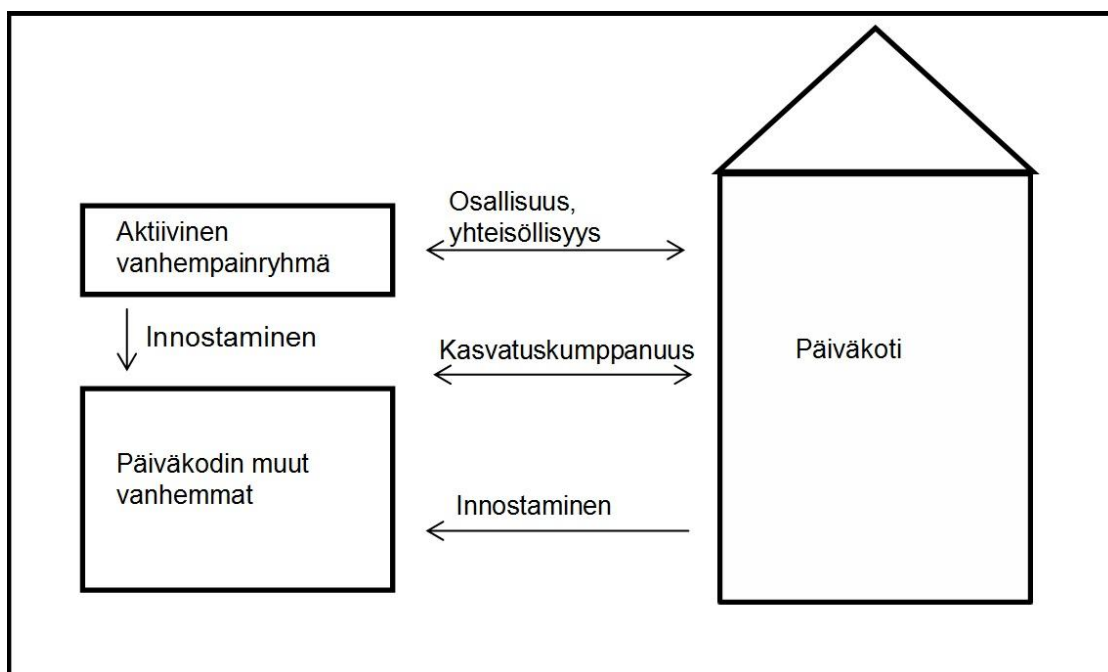 Aktiivinen
vanhempainryhmä
Innostaminen
Päiväkodin muut
vanhemmat
Osallisuus,
yhteisöllisyys
Kasvatuskumppanuus
Innostaminen
Päiväkoti